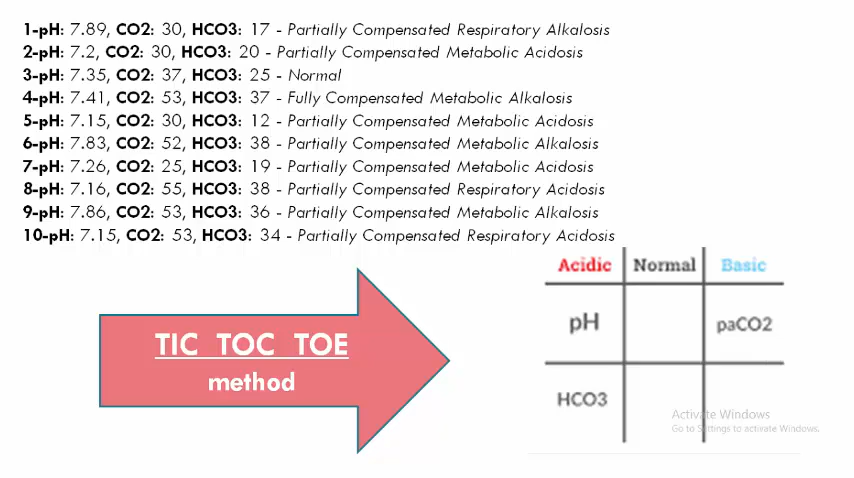 1-pH: 7.89, CO2: 30, HCO3: 17 - Partially Compensated Respiratory Alkalosis
2-pH: 7.2, CO2: 30, HCO3: 20 - Partially Compensated Metabolic Acidosis
3-pH: 7.35, CO2: 37, HCO3: 25 - Normal
4-pH: 7.41, CO2: 53, HCO3: 37 - Fully Compensated Metabolic Alkalosis
5-pH: 7.15, CO2: 30, HCO3: 12 - Partially Compensated Metabolic Acidosis
6-pH: 7.83, CO2: 52, HCO3: 38 - Partially Compensated Metabolic Alkalosis
7-pH: 7.26, CO2: 25, HCO3: 19 - Partially Compensated Metabolic Acidosis
8-pH: 7.16, CO2: 55, HCO3: 38 - Partially Compensated Respiratory Acidosis
9-pH: 7.86, CO2: 53, HCO3: 36 - Partially Compensated Metabolic Alkalosis
10-pH: 7.15, CO2: 53, HCO3: 34 - Partially Compensated Respiratory Acidosis
TIC TOC TOE
method
Acidic Normal Basic
pH paCO2
HCO3
Activate Windows
Go to Settings to activate Windows.